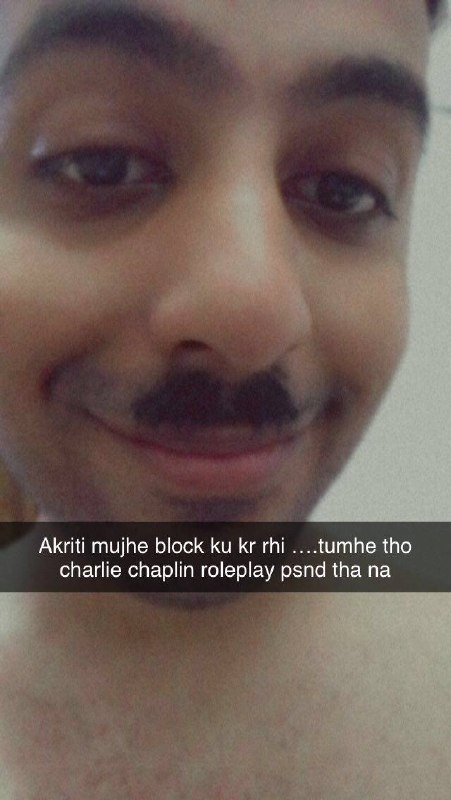 Akriti mujhe block ku kr rhi ....tumhe tho
charlie chaplin roleplay psnd tha na